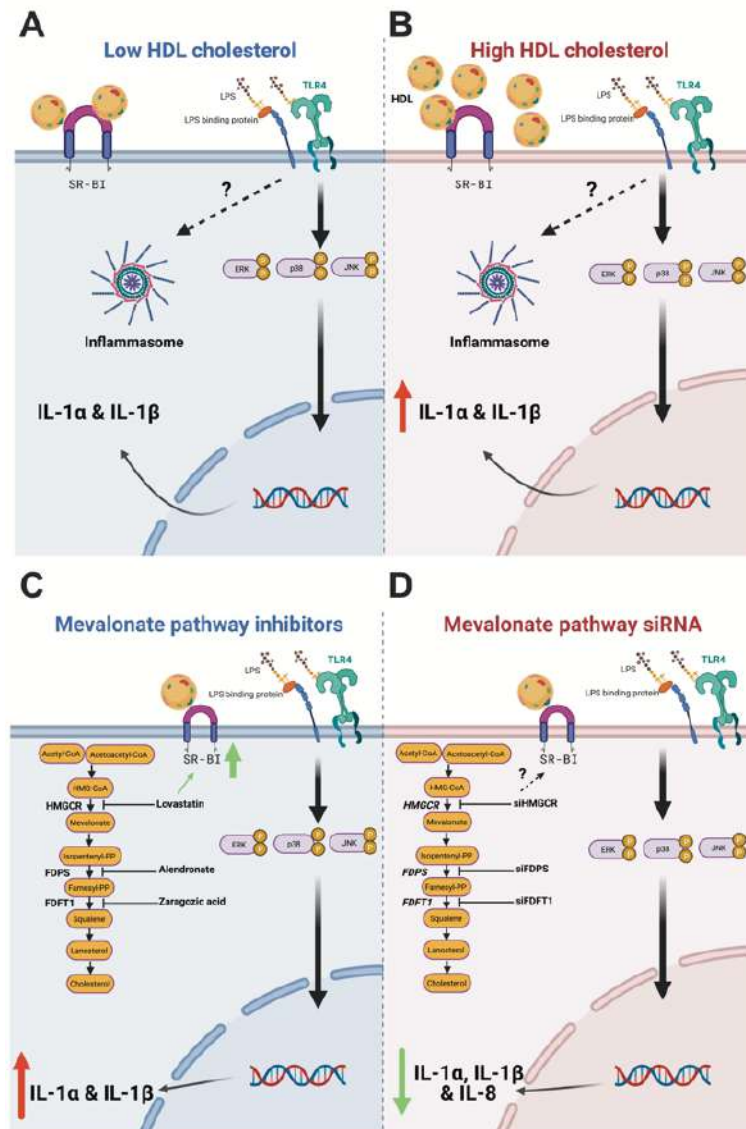 A
Low HDL cholesterol
LPS
TLR4
LPS binding protein
SR-BI
?
ERK
P
P
p38
P
P
JNK
P
P
Inflammasome
IL-1α & IL-1β
B
High HDL cholesterol
HDL
LPS
TLR4
LPS binding protein
SR-BI
?
ERK
P
P
p38
P
P
JNK
P
P
Inflammasome
IL-1α & IL-1β
C
Mevalonate pathway inhibitors
LPS
TLR4
LPS binding protein
SR-BI
Acetyl-CoA
Acetoacetyl-CoA
HMG-CoA
HMGCR
Lovastatin
Mevalonate
Isopentenyl-PP
FDPS
Alendronate
Farnesyl-PP
FDFT1
Zaragozic acid
Squalene
Lanosterol
Cholesterol
ERK
P
P
p38
P
P
JNK
P
P
IL-1α & IL-1β
D
Mevalonate pathway siRNA
LPS
TLR4
LPS binding protein
SR-BI
?
Acetyl-CoA
Acetoacetyl-CoA
HMG-CoA
HMGCR
siHMGCR
Mevalonate
Isopentenyl-PP
FDPS
siFDPS
Farnesyl-PP
FDFT1
siFDFT1
Squalene
Lanosterol
Cholesterol
ERK
P
P
p38
P
P
JNK
P
P
IL-1α, IL-1β
& IL-8